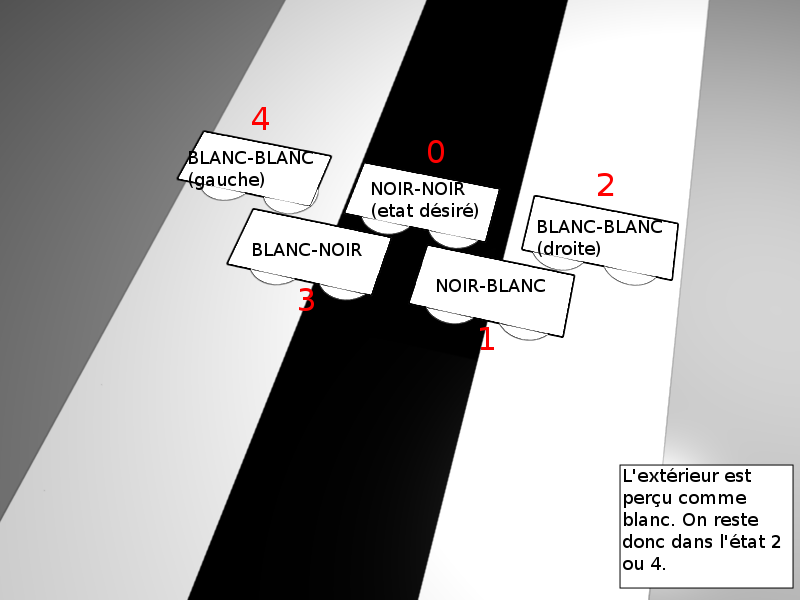 4
BLANC-BLANC
(gauche)
0
NOIR-NOIR
(etat désiré)
2
BLANC-BLANC
(droite)
BLANC-NOIR
3
NOIR-BLANC
1
L'extérieur est
perçu comme
blanc. On reste
donc dans l'état 2
ou 4.